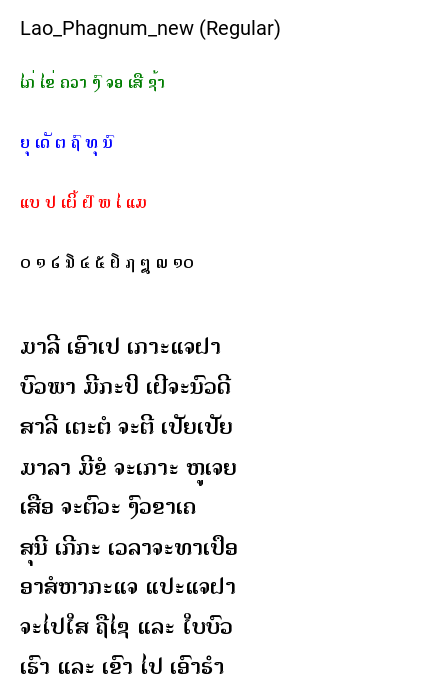 Lao_Phagnum_new (Regular)
ໄກ່ ໄຂ່ ຄວາ ງົ ຈອ ເສື ຊ້າ
ຍຸ ເດັ ຕ ຖົ ທຸ ນົ
ແບ ປ ເຜິ້ ຝົ ຟ ໄ ແມ
໐ ໑ ໒ ໓ ໔ ໕ ໖ ໗ ໘ ໙ ໑໐
ມາລີ ເອົາເປ ເກາະແຈຝາ
ບົວພາ ມີກະປິ ເຝີຈະນົວດີ
ສາລີ ເຕະຕໍ ຈະຕີ ເປັຍເປັຍ
ມາລາ ມີຂໍ ຈະເກາະ ໜູເຈຍ
ເສືອ ຈະຕົວະ ງົວຂາເຄ
ສຸນີ ເກີກະ ເວລາຈະທາເປຶອ
ອາສໍຫາກະແຈ ແປະແຈຝາ
ຈະໄປໃສ ຖືໄຊ ແລະ ໃບບົວ
ເຮົາ ແລະ ເຂົາ ໄປ ເອົາຮໍາ